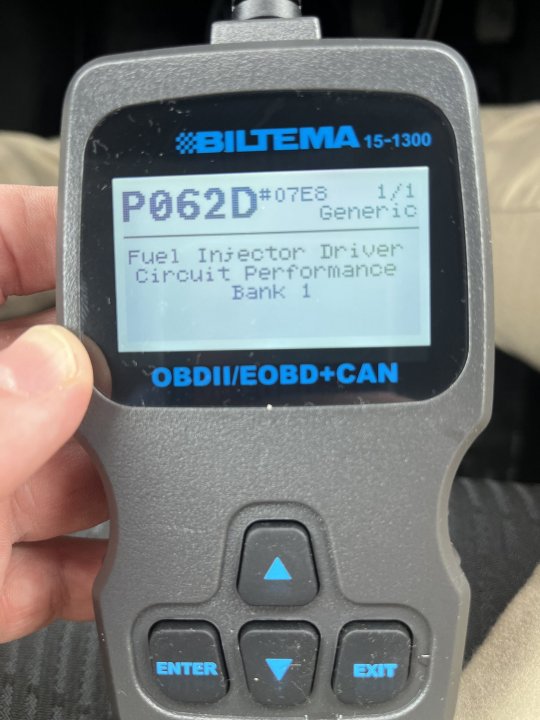 BILTEMA 15-1300
P062D #07E8 1/1
Generic
Fuel Injector Driver
Circuit Performance
Bank 1
OBDII/EOBD+CAN
ENTER EXIT